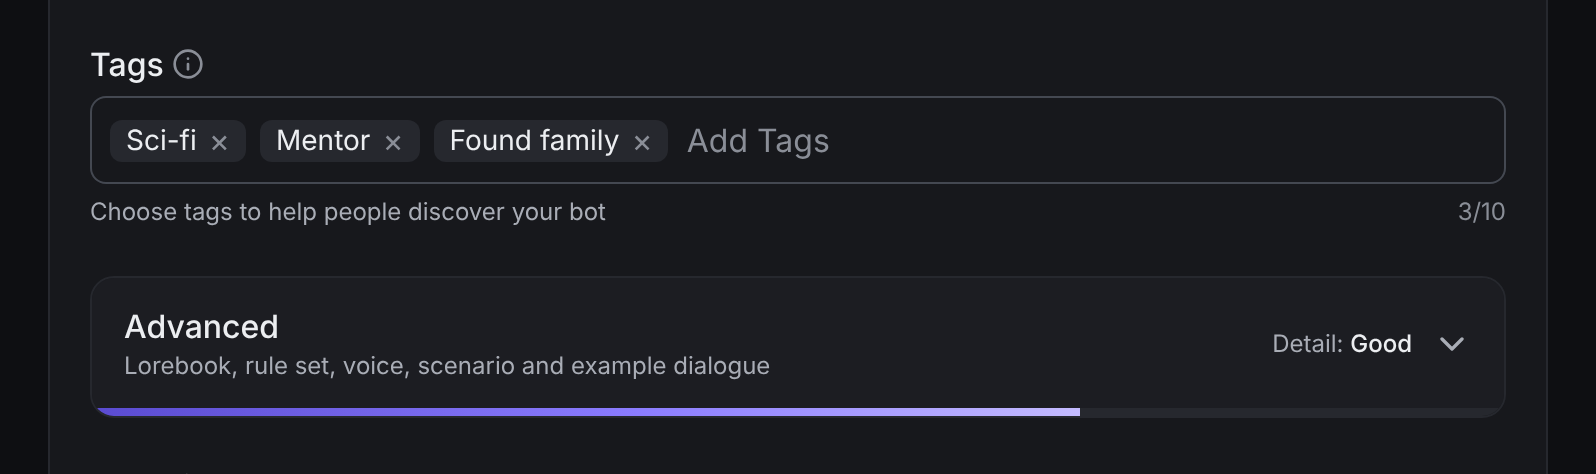 Tags
Sci-fi × Mentor × Found family × Add Tags
Choose tags to help people discover your bot 3/10
Advanced
Lorebook, rule set, voice, scenario and example dialogue
Detail: Good